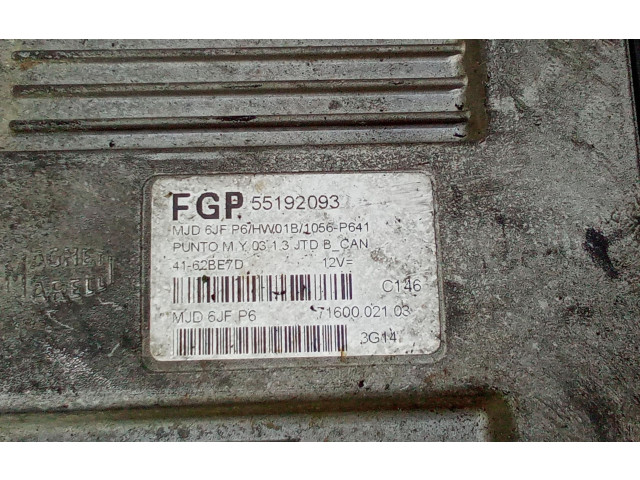 FGP 55192093
MJD 6JF P6/HW01B/1056-P641
PUNTO M.Y.03 1.3 JTD B_CAN
41-62BE7D 12V=
C146
MJD 6JF P6 71600.021.03
3G14
MARELLI